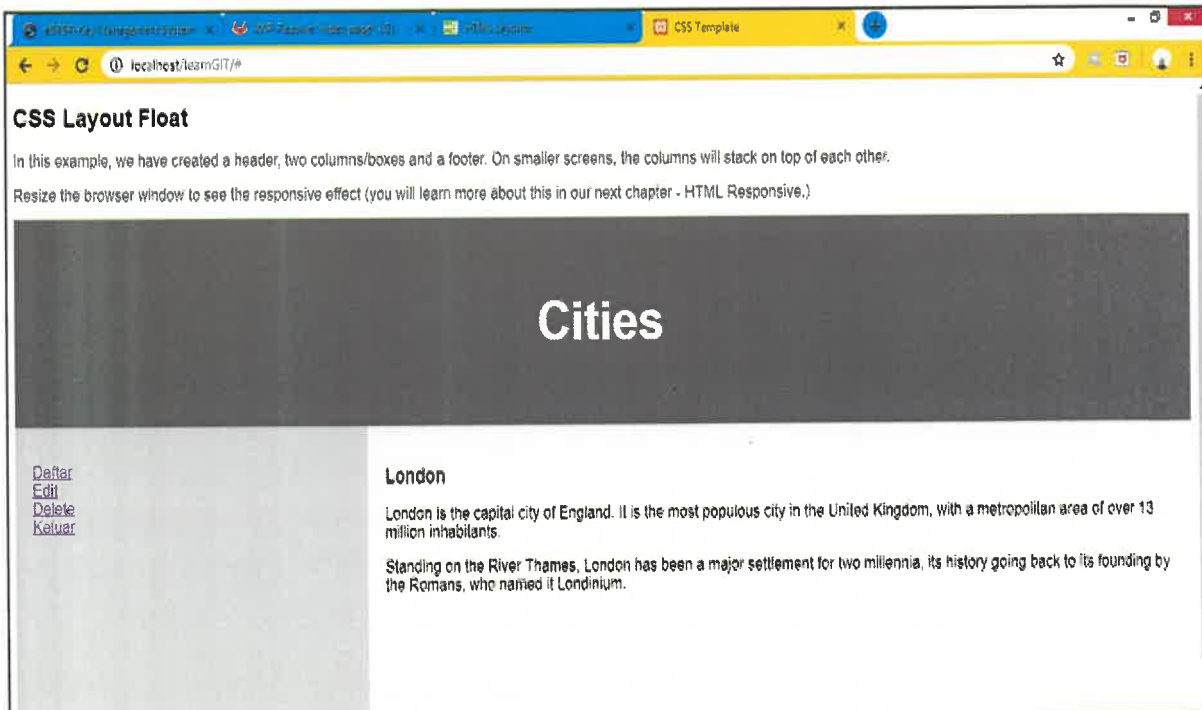 CSS Template
localhost/learnGIT/#
CSS Layout Float
In this example, we have created a header, two columns/boxes and a footer. On smaller screens, the columns will stack on top of each other.
Resize the browser window to see the responsive effect (you will learn more about this in our next chapter - HTML Responsive.)
Cities
Daftar
Edit
Delete
Keluar
London
London is the capital city of England. It is the most populous city in the United Kingdom, with a metropolitan area of over 13
million inhabitants.
Standing on the River Thames, London has been a major settlement for two millennia, its history going back to its founding by
the Romans, who named it Londinium.